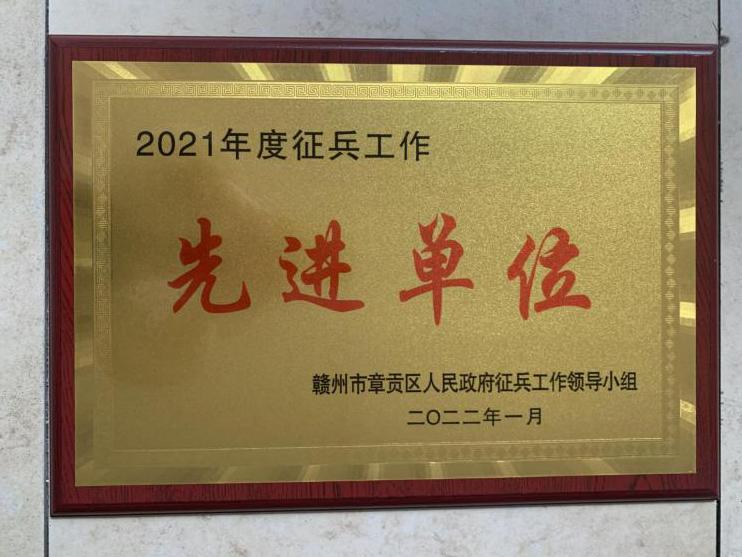 2021年度征兵工作
先进单位
赣州市章贡区人民政府征兵工作领导小组
二〇二二年一月